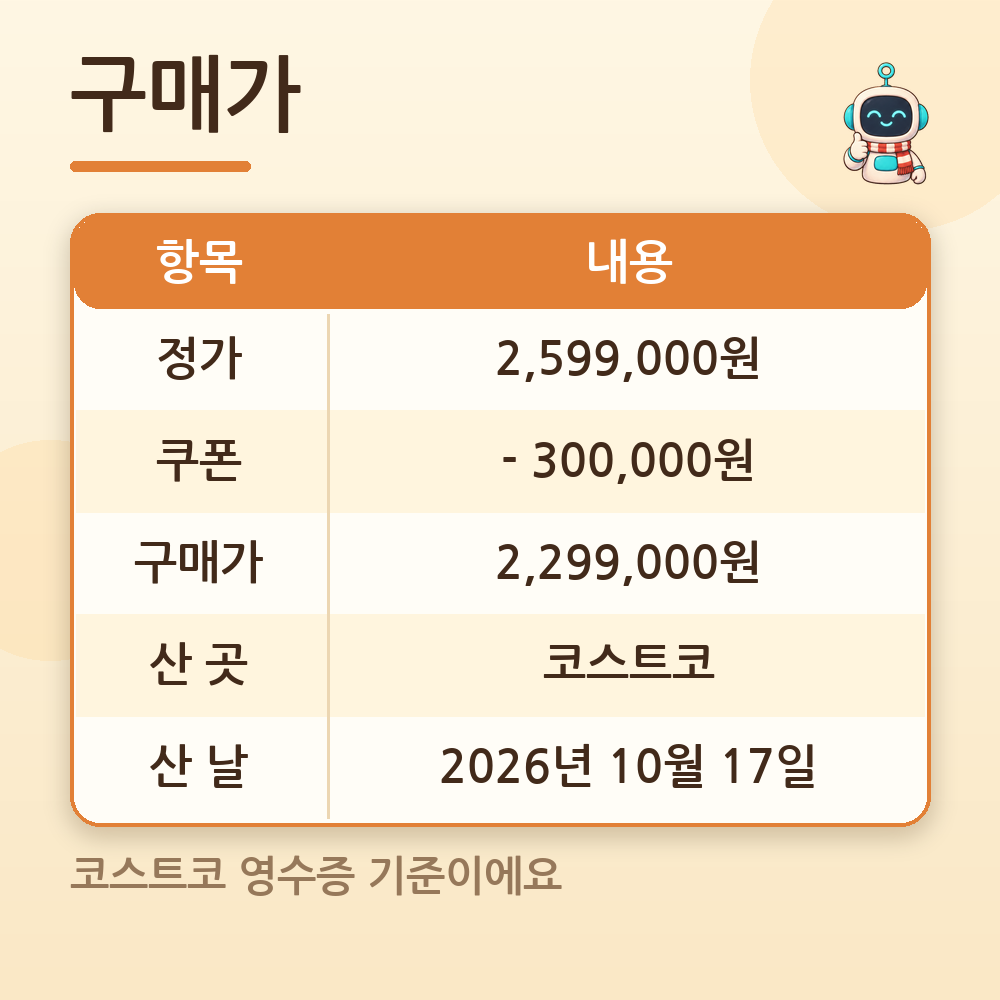 구매가
항목 내용
정가 2,599,000원
쿠폰 - 300,000원
구매가 2,299,000원
산 곳 코스트코
산 날 2026년 10월 17일
코스트코 영수증 기준이에요